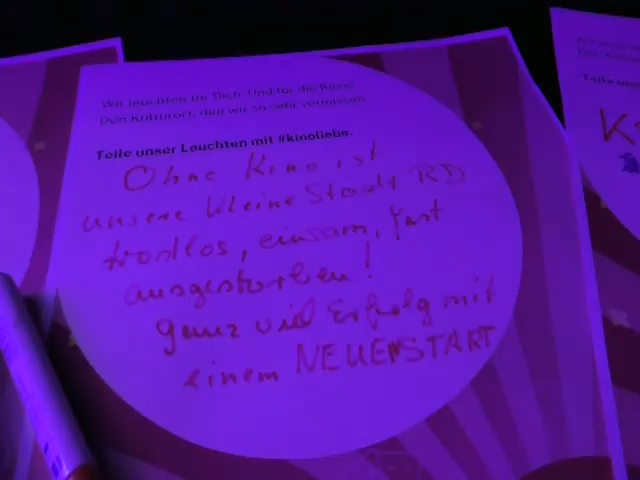 Wir leuchten für Dich. Und für die Kinos.
Den Kulturort, den wir so sehr vermissen.
Teile unser Leuchten mit #kinoliebe.
Ohne Kino ist
unsere kleine Stadt RD
trostlos, einsam, fast
ausgestorben!
ganz viel Erfolg mit
einem NEUENSTART
Teile
K